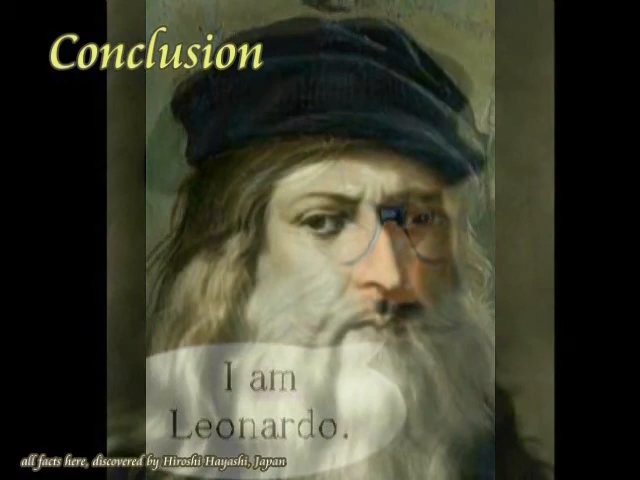 Conclusion
I am
Leonardo.
all facts here, discovered by Hiroshi Hayashi, Japan